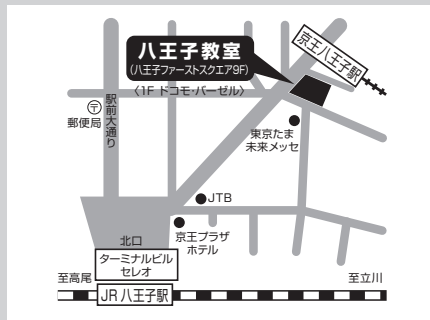 八王子教室
(八王子ファーストスクエア9F)
〈1F ドコモ・バーゼル〉
京王八王子駅
駅前大通り
〒
郵便局
東京たま
未来メッセ
JTB
京王プラザ
ホテル
北口
ターミナルビル
セレオ
至高尾
至立川
JR 八王子駅